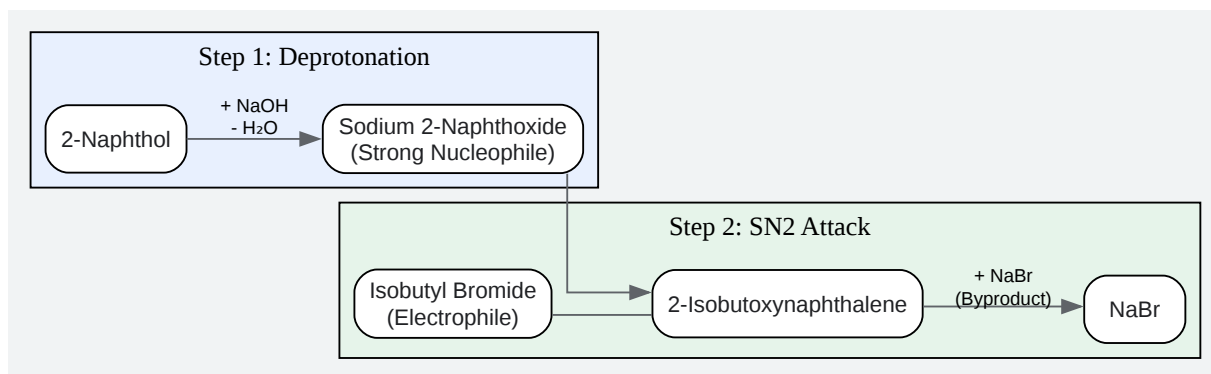 Step 1: Deprotonation
2-Naphthol
+ NaOH
- H₂O
Sodium 2-Naphthoxide
(Strong Nucleophile)
Step 2: SN2 Attack
Isobutyl Bromide
(Electrophile)
2-Isobutoxynaphthalene
+ NaBr
(Byproduct)
NaBr